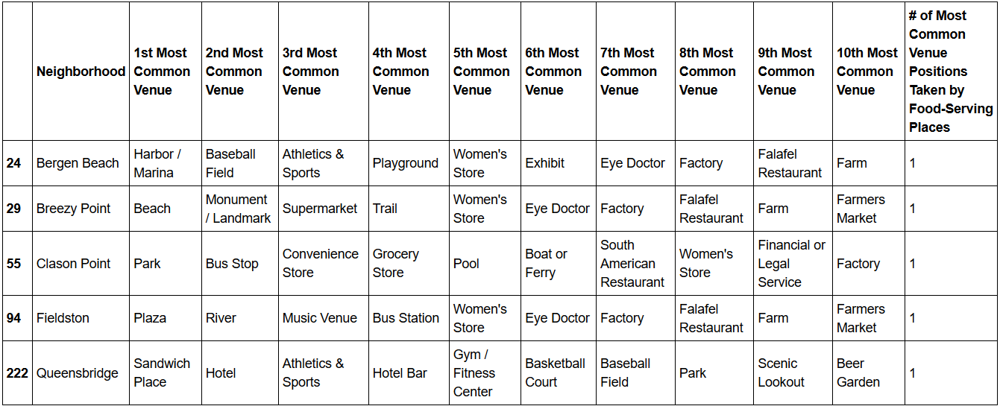 Neighborhood | 1st Most Common Venue | 2nd Most Common Venue | 3rd Most Common Venue | 4th Most Common Venue | 5th Most Common Venue | 6th Most Common Venue | 7th Most Common Venue | 8th Most Common Venue | 9th Most Common Venue | 10th Most Common Venue | # of Most Common Venue Positions Taken by Food-Serving Places
24 | Bergen Beach | Harbor / Marina | Baseball Field | Athletics & Sports | Playground | Women's Store | Exhibit | Eye Doctor | Factory | Falafel Restaurant | Farm | 1
29 | Breezy Point | Beach | Monument / Landmark | Supermarket | Trail | Women's Store | Eye Doctor | Factory | Falafel Restaurant | Farm | Farmers Market | 1
55 | Clason Point | Park | Bus Stop | Convenience Store | Grocery Store | Pool | Boat or Ferry | South American Restaurant | Women's Store | Financial or Legal Service | Factory | 1
94 | Fieldston | Plaza | River | Music Venue | Bus Station | Women's Store | Eye Doctor | Factory | Falafel Restaurant | Farm | Farmers Market | 1
222 | Queensbridge | Sandwich Place | Hotel | Athletics & Sports | Hotel Bar | Gym / Fitness Center | Basketball Court | Baseball Field | Park | Scenic Lookout | Beer Garden | 1